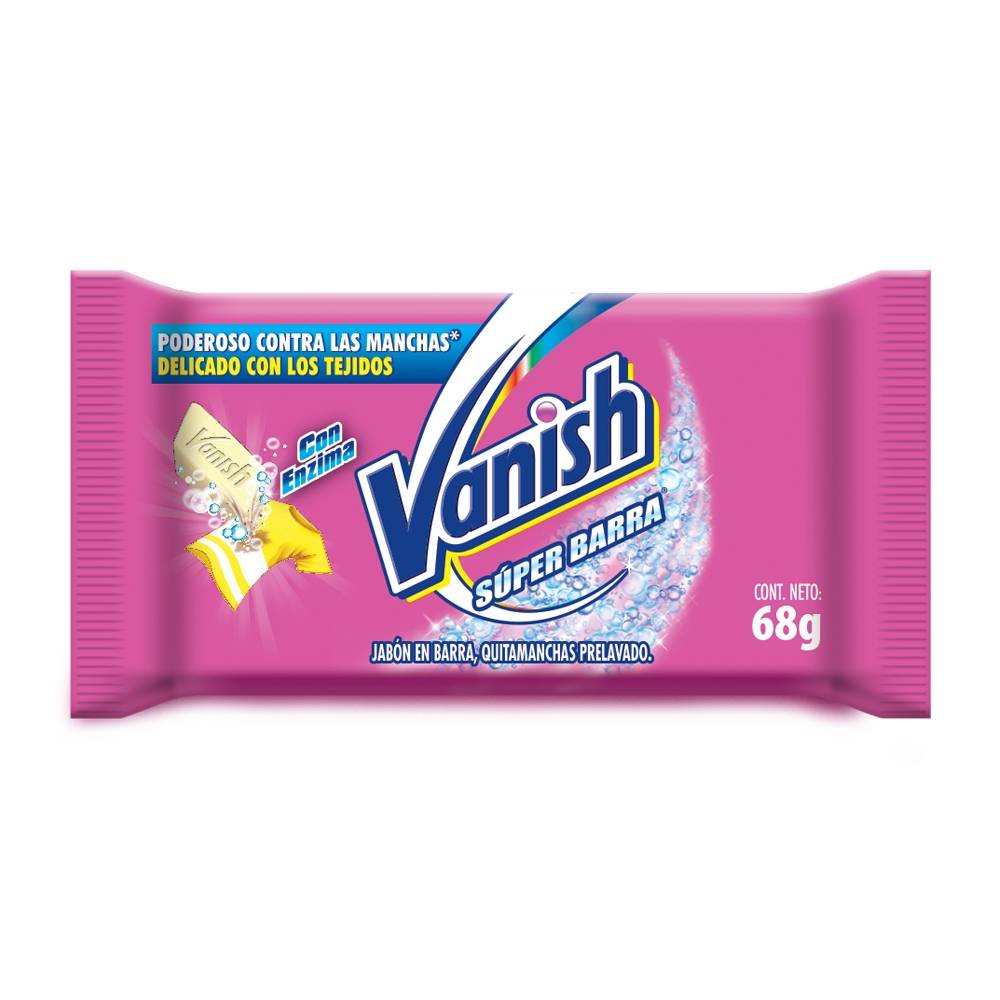 PODEROSO CONTRA LAS MANCHAS*
DELICADO CON LOS TEJIDOS
Vanish
Con
Enzima
Vanish
SÚPER BARRA
JABÓN EN BARRA, QUITAMANCHAS PRELAVADO.
CONT. NETO:
68g